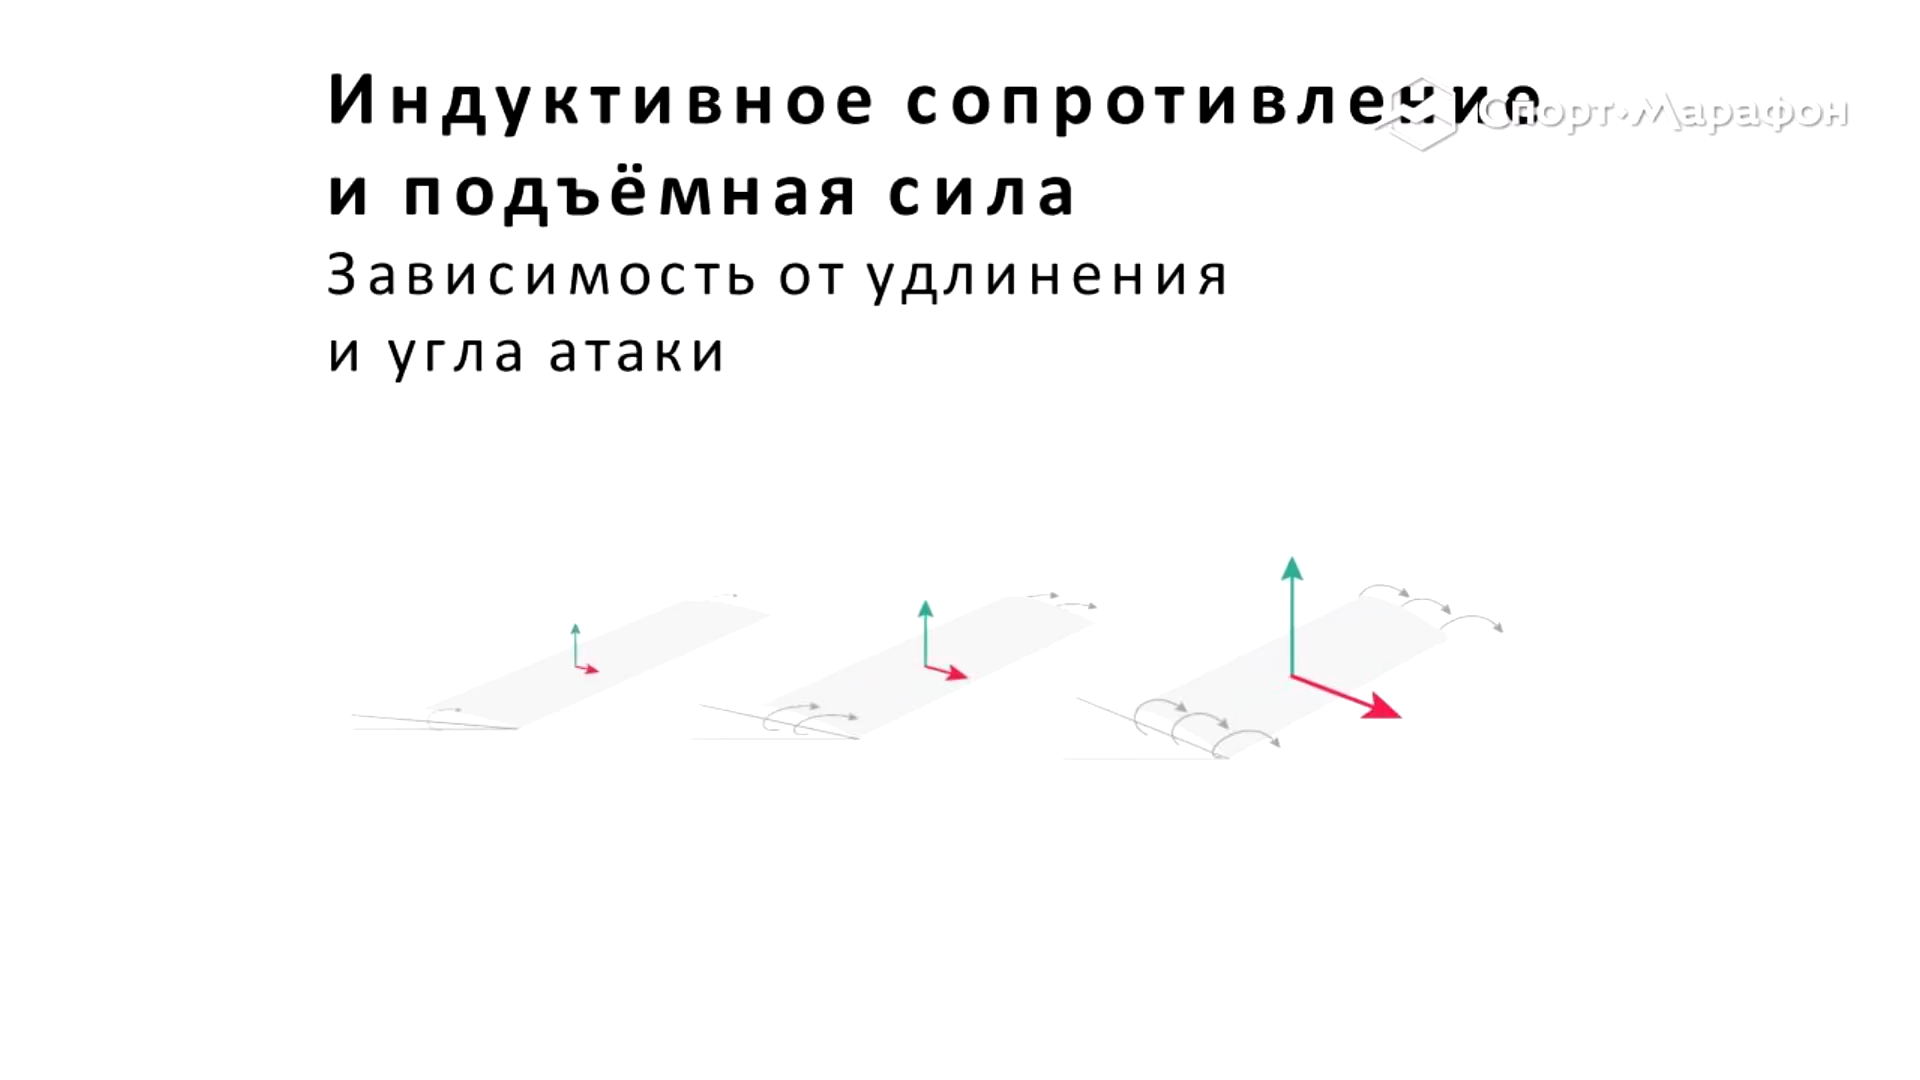 Индуктивное сопротивление
Спорт•Марафон
и подъёмная сила
Зависимость от удлинения
и угла атаки